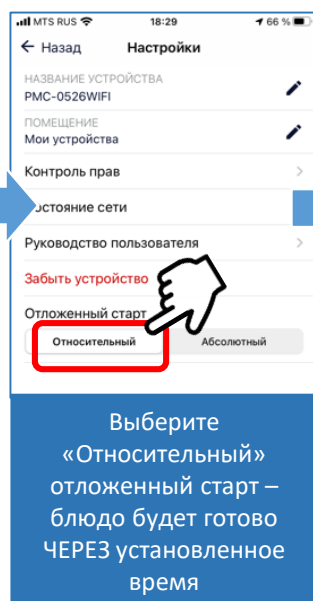 MTS RUS 18:29 66 %
Назад Настройки
НАЗВАНИЕ УСТРОЙСТВА
PMC-0526WIFI
ПОМЕЩЕНИЕ
Мои устройства
Контроль прав
остояние сети
Руководство пользователя
Забыть устройство
Отложенный старт
Относительный Абсолютный
Выберите
«Относительный»
отложенный старт –
блюдо будет готово
ЧЕРЕЗ установленное
время